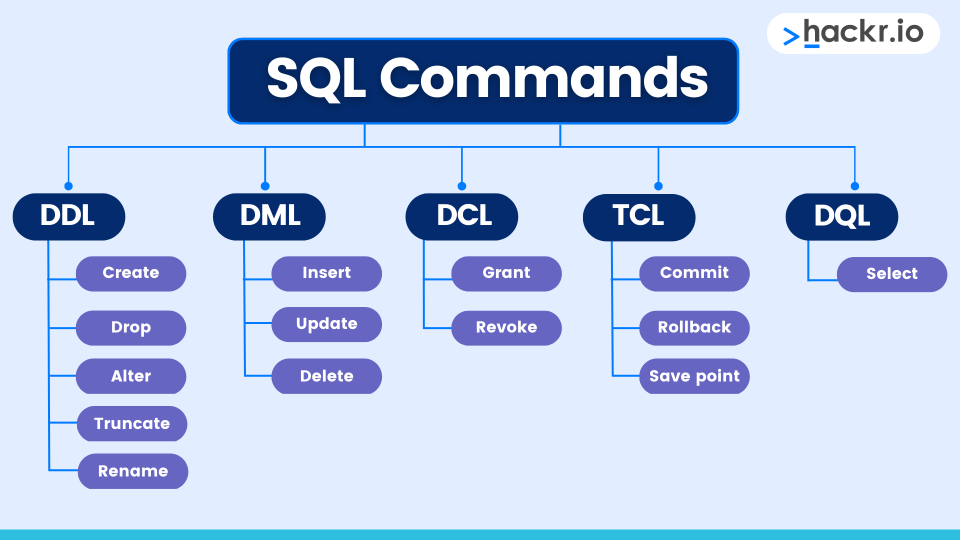 hackr.io
SQL Commands
DDL
Create
Drop
Alter
Truncate
Rename
DML
Insert
Update
Delete
DCL
Grant
Revoke
TCL
Commit
Rollback
Save point
DQL
Select